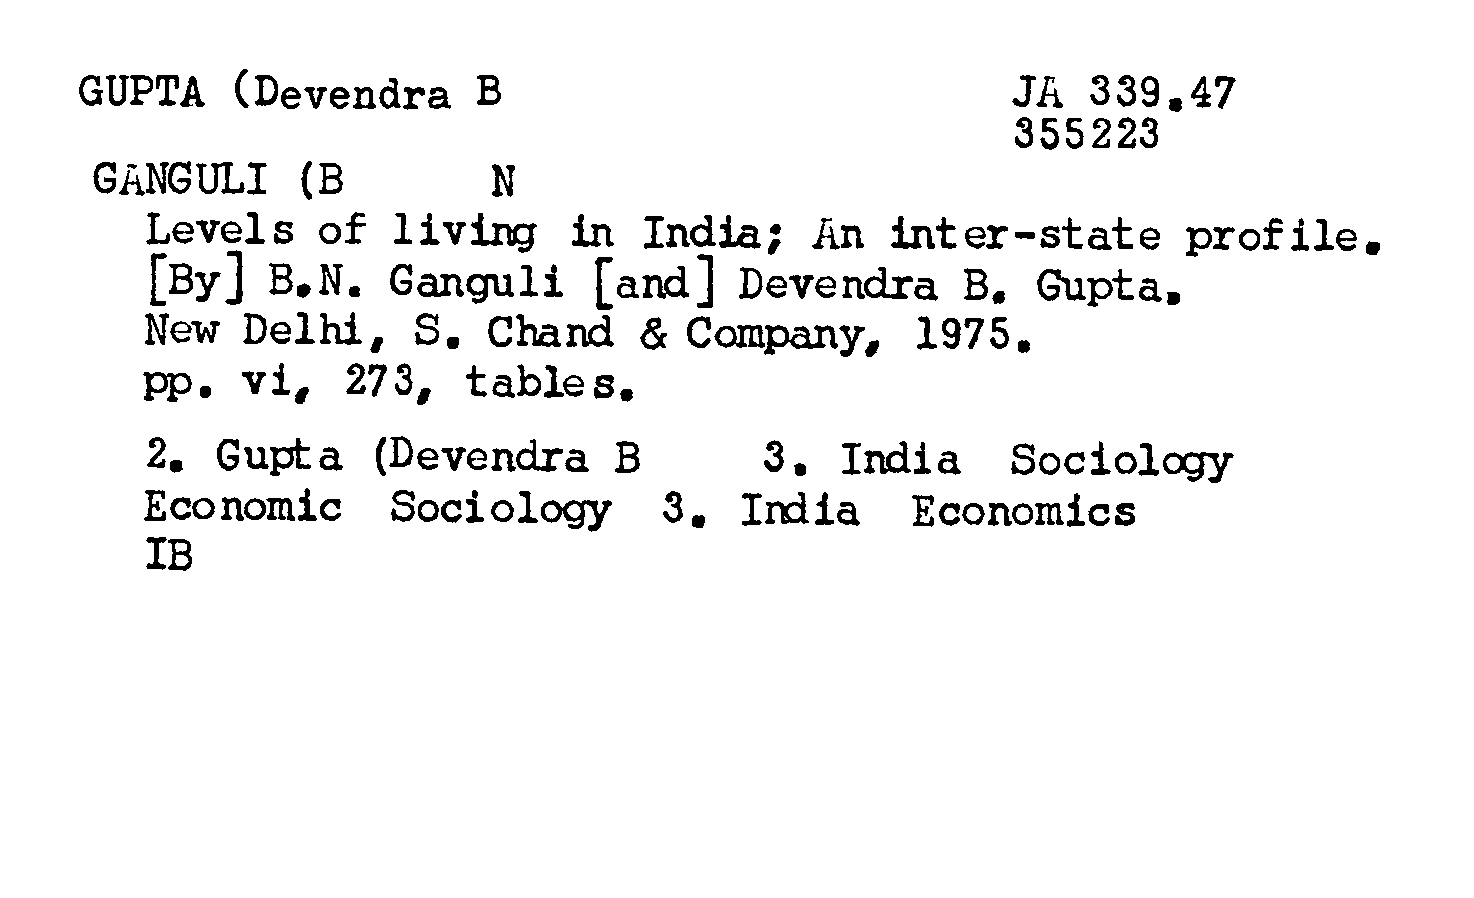 GUPTA (Devendra B JA 339.47
355223
GANGULI (B N
Levels of living in India; An inter-state profile.
[By] B.N. Ganguli [and] Devendra B. Gupta.
New Delhi, S. Chand & Company, 1975.
pp. vi, 273, tables.
2. Gupta (Devendra B 3. India Sociology
Economic Sociology 3. India Economics
IB